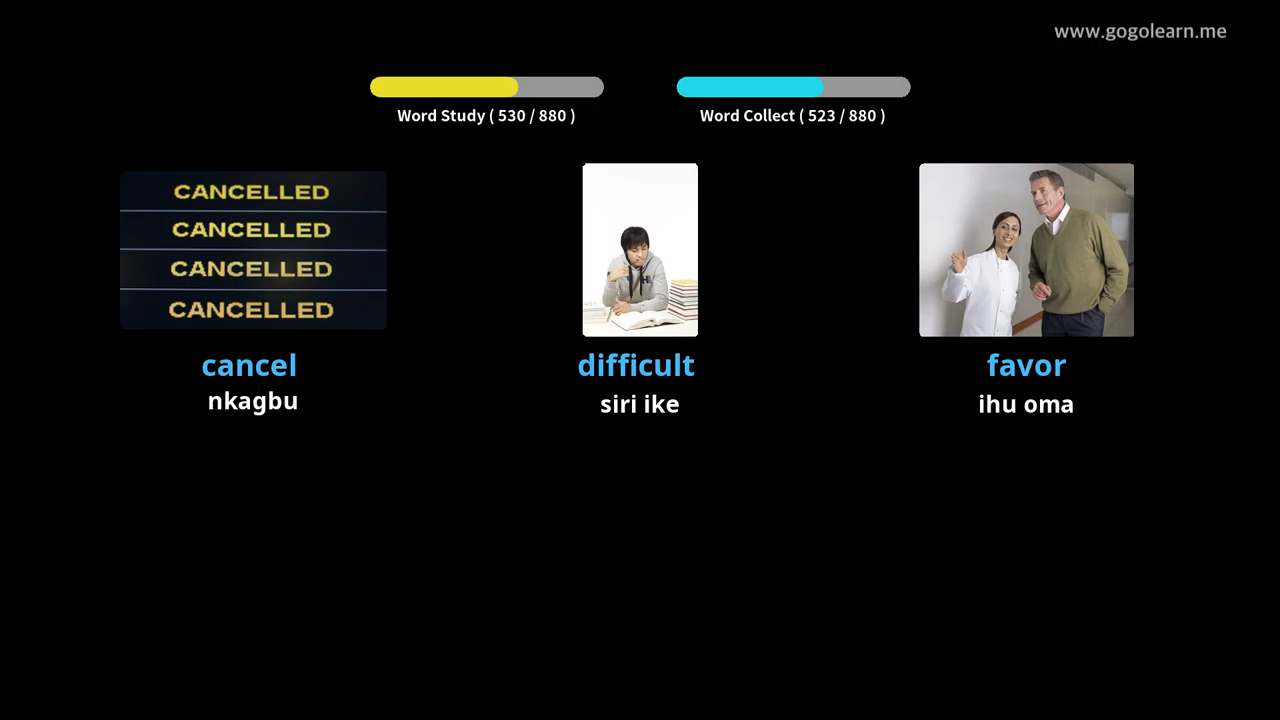 www.gogolearn.me
Word Study ( 530 / 880 )
Word Collect ( 523 / 880 )
CANCELLED
CANCELLED
CANCELLED
CANCELLED
cancel
difficult
favor
nkagbu
siri ike
ihu oma